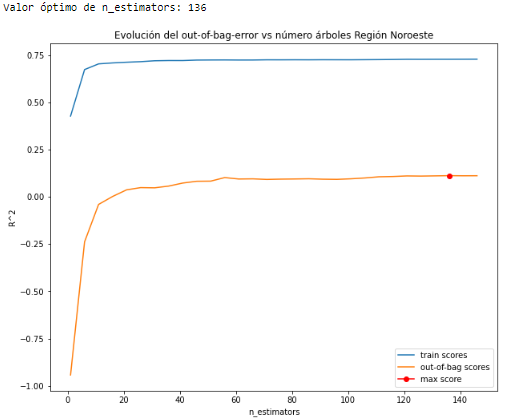 Valor óptimo de n_estimators: 136
Evolución del out-of-bag-error vs número árboles Región Noroeste
0.75
0.50
0.25
0.00
−0.25
−0.50
−0.75
−1.00
R^2
train scores
out-of-bag scores
max score
0 20 40 60 80 100 120 140
n_estimators